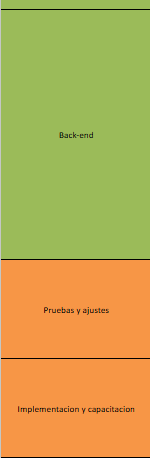 Back-end
Pruebas y ajustes
Implementacion y capacitacion